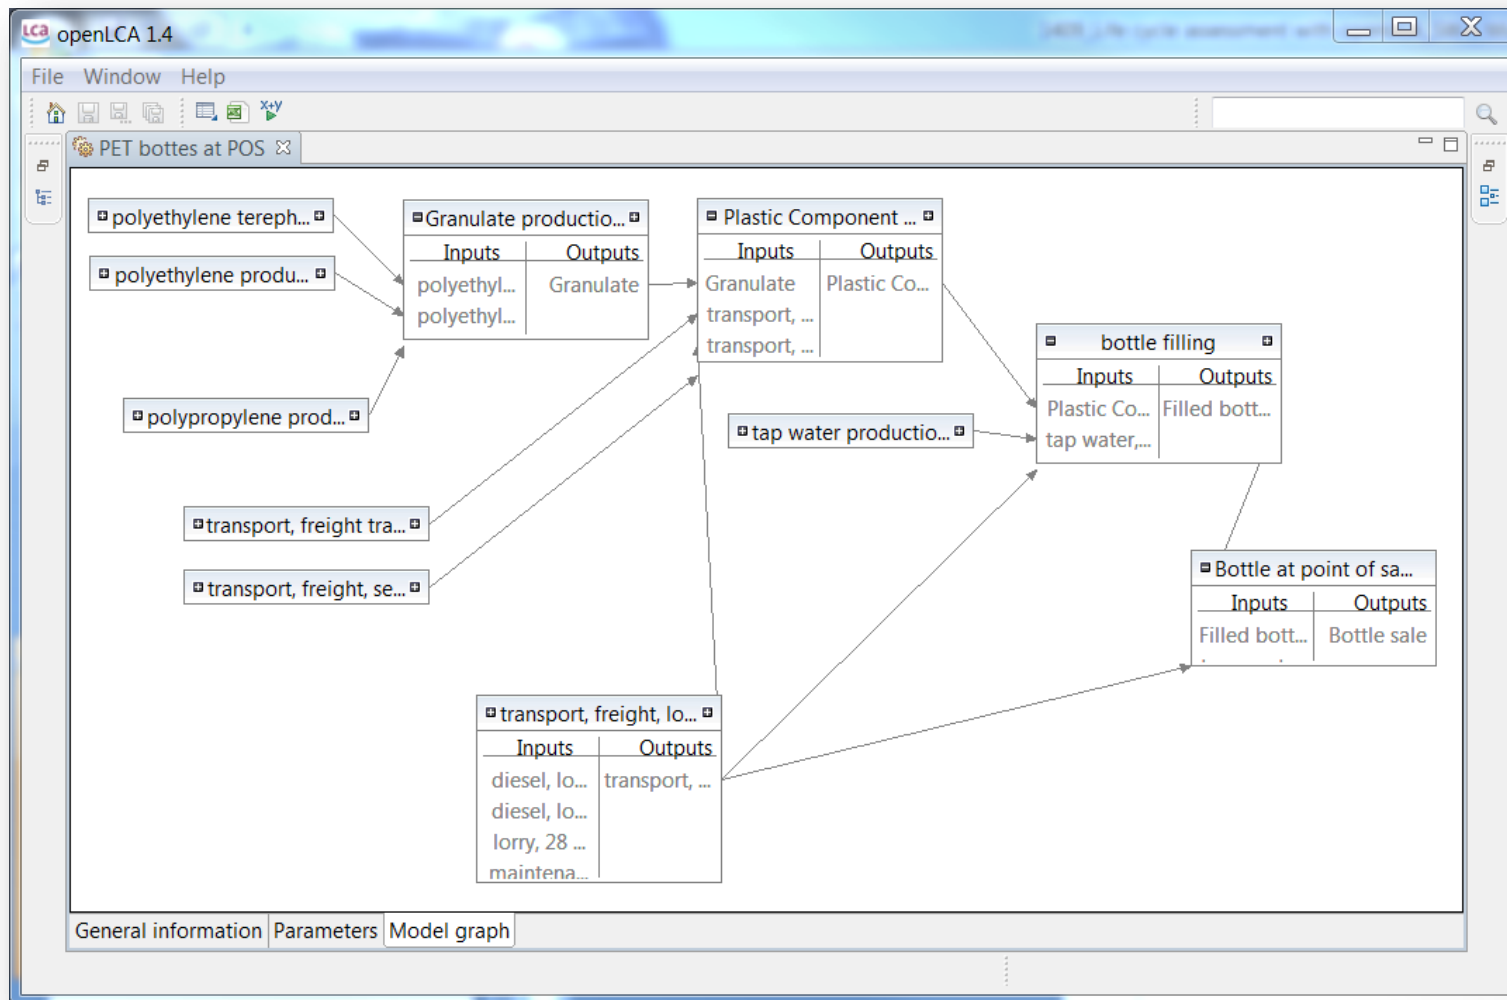 LCA openLCA 1.4
File Window Help
X+Y
PET bottes at POS
polyethylene tereph...
polyethylene produ...
polypropylene prod...
transport, freight tra...
transport, freight, se...
Granulate productio...
Inputs Outputs
polyethyl... Granulate
polyethyl...
Plastic Component ...
Inputs Outputs
Granulate Plastic Co...
transport, ...
transport, ...
tap water productio...
bottle filling
Inputs Outputs
Plastic Co... Filled bott...
tap water,...
Bottle at point of sa...
Inputs Outputs
Filled bott... Bottle sale
transport, freight, lo...
Inputs Outputs
diesel, lo... transport, ...
diesel, lo...
lorry, 28 ...
maintena...
General information Parameters Model graph